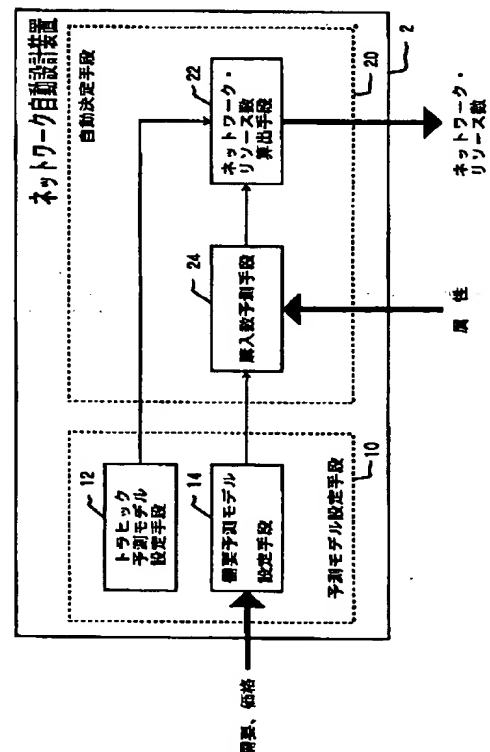 ネットワーク自動設計装置
2
自動決定手段
20
22
ネットワーク・
リソース数
算出手段
24
購入数予測手段
ネットワーク・
リソース数
属 性
12
トラヒック
予測モデル
設定手段
14
需要予測モデル
設定手段
予測モデル設定手段
10
需要、価格